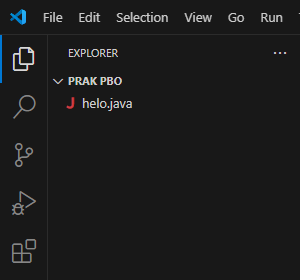 File Edit Selection View Go Run
EXPLORER
PRAK PBO
J helo.java